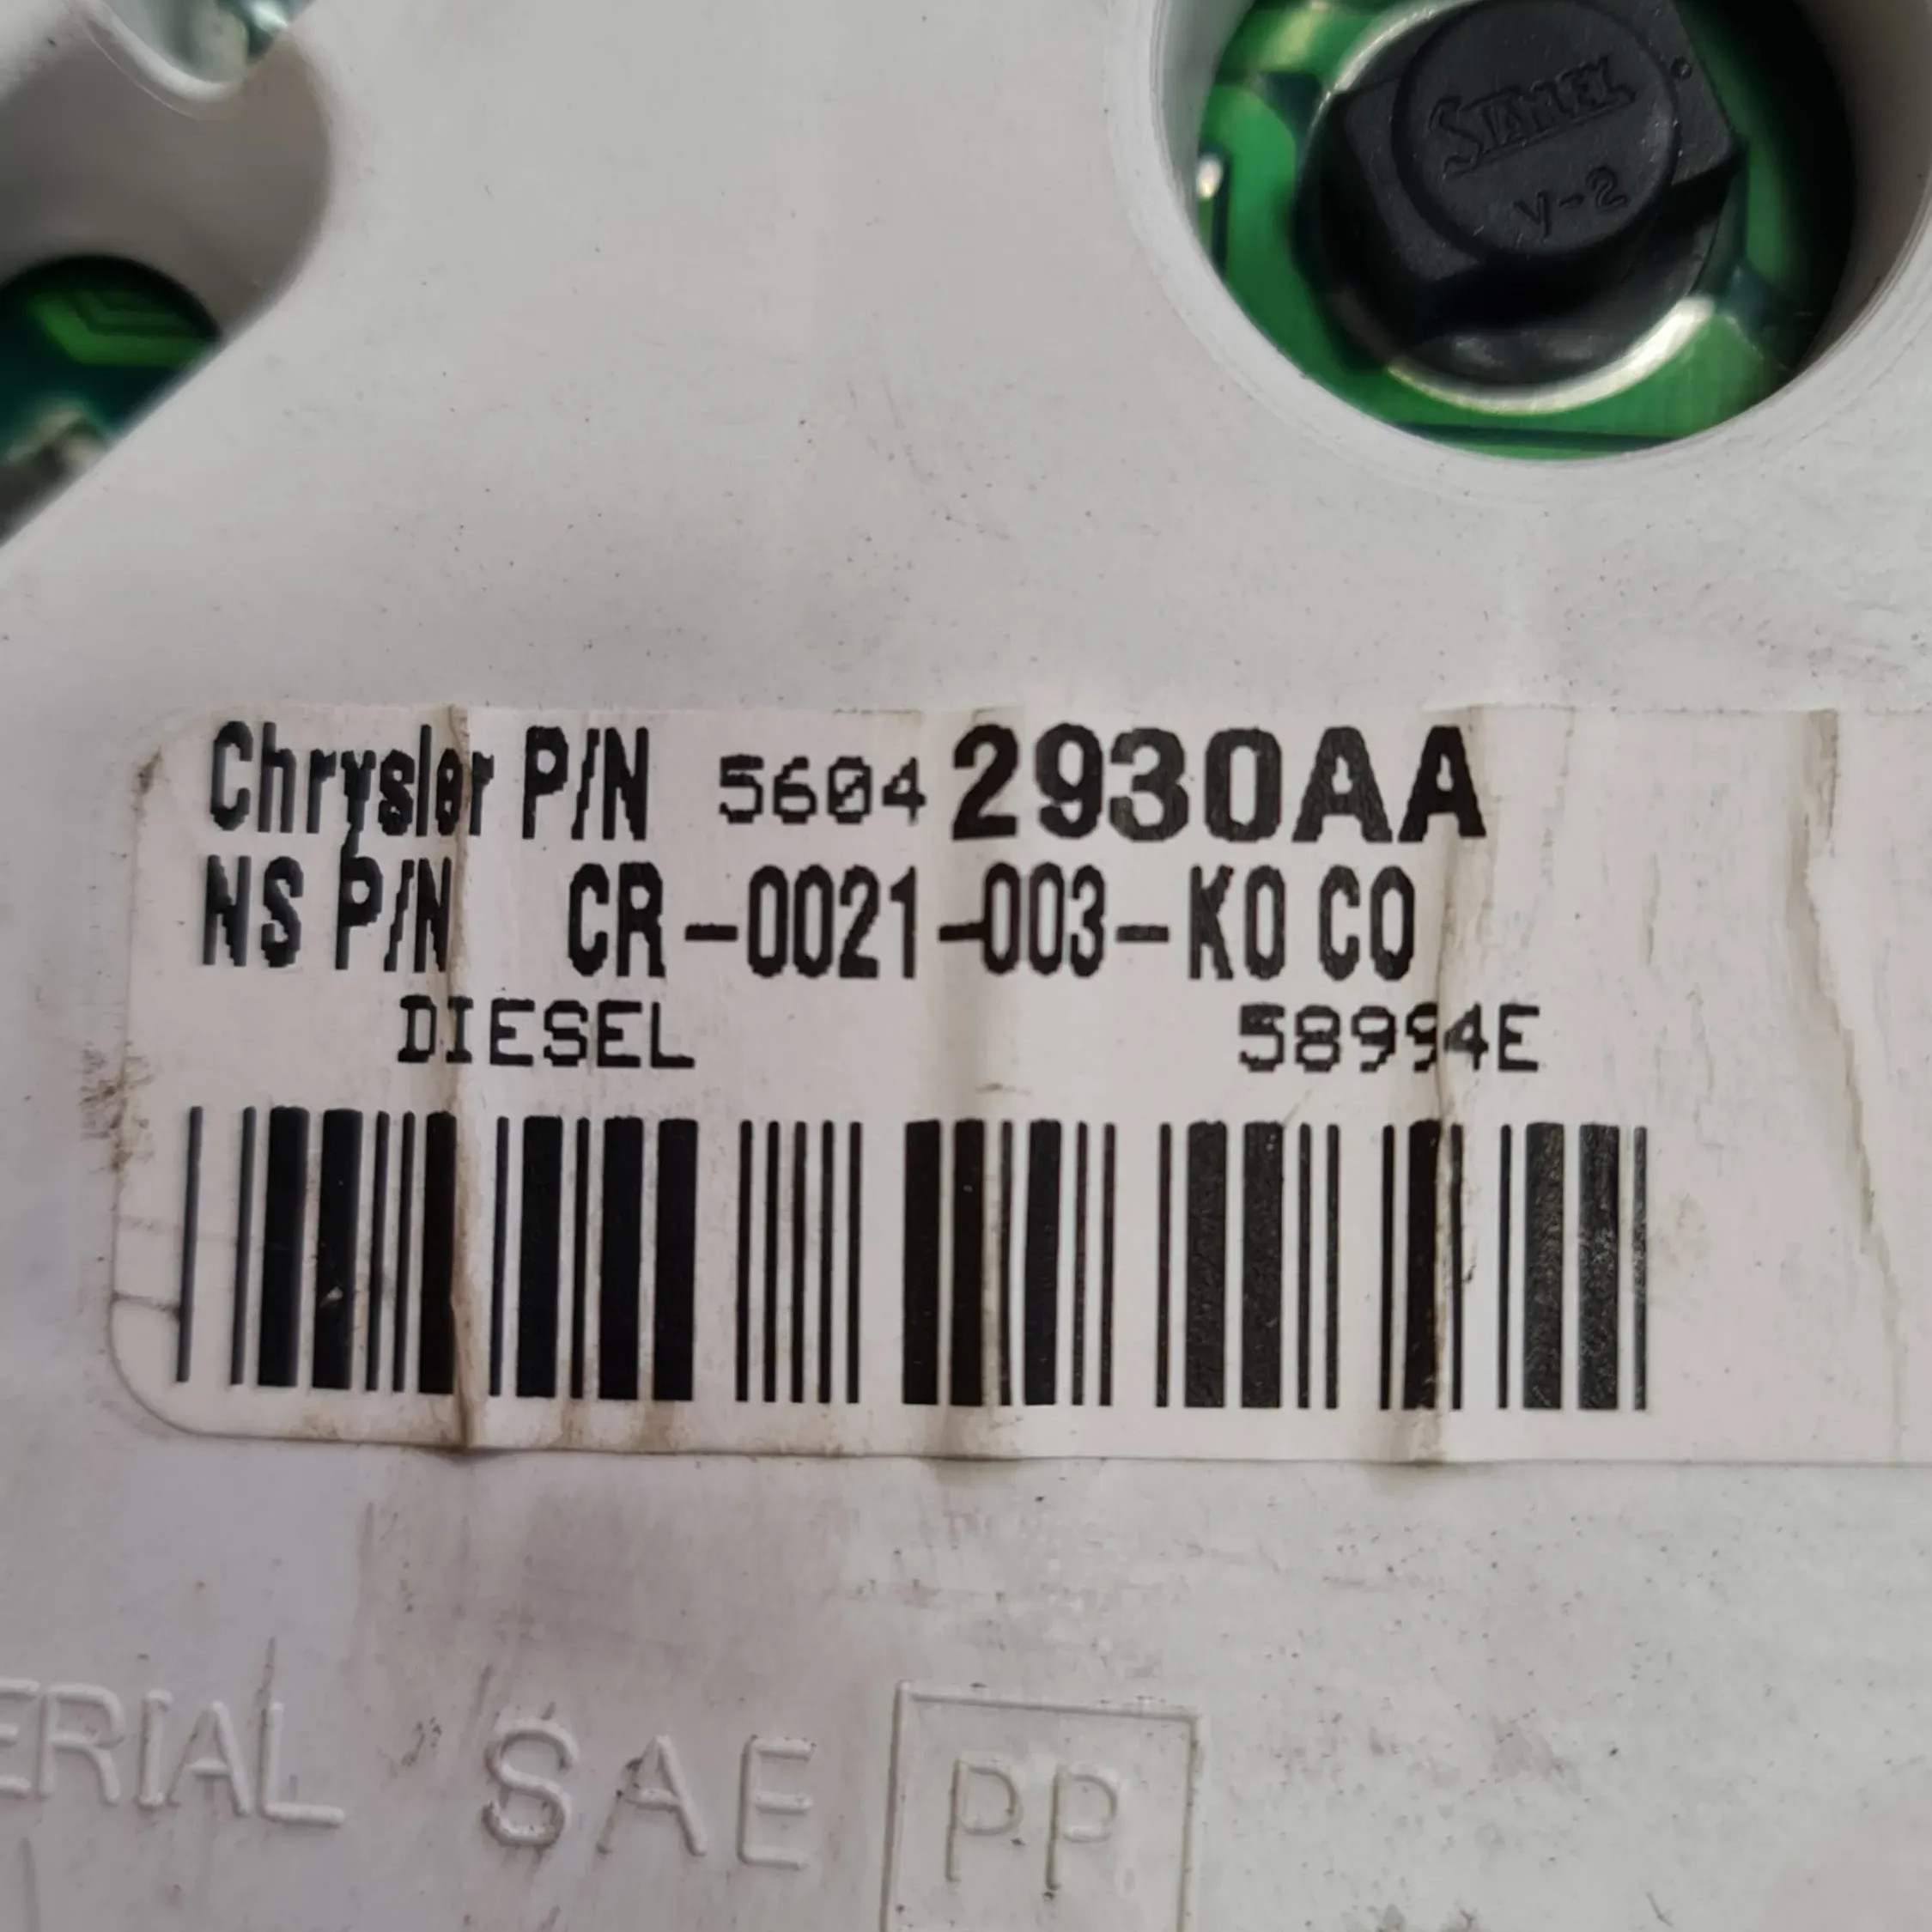 STANLEY
V-2
Chrysler P/N 56042930AA
NS P/N CR-0021-003-K0 C0
DIESEL 58994E
ERIAL SAE PP